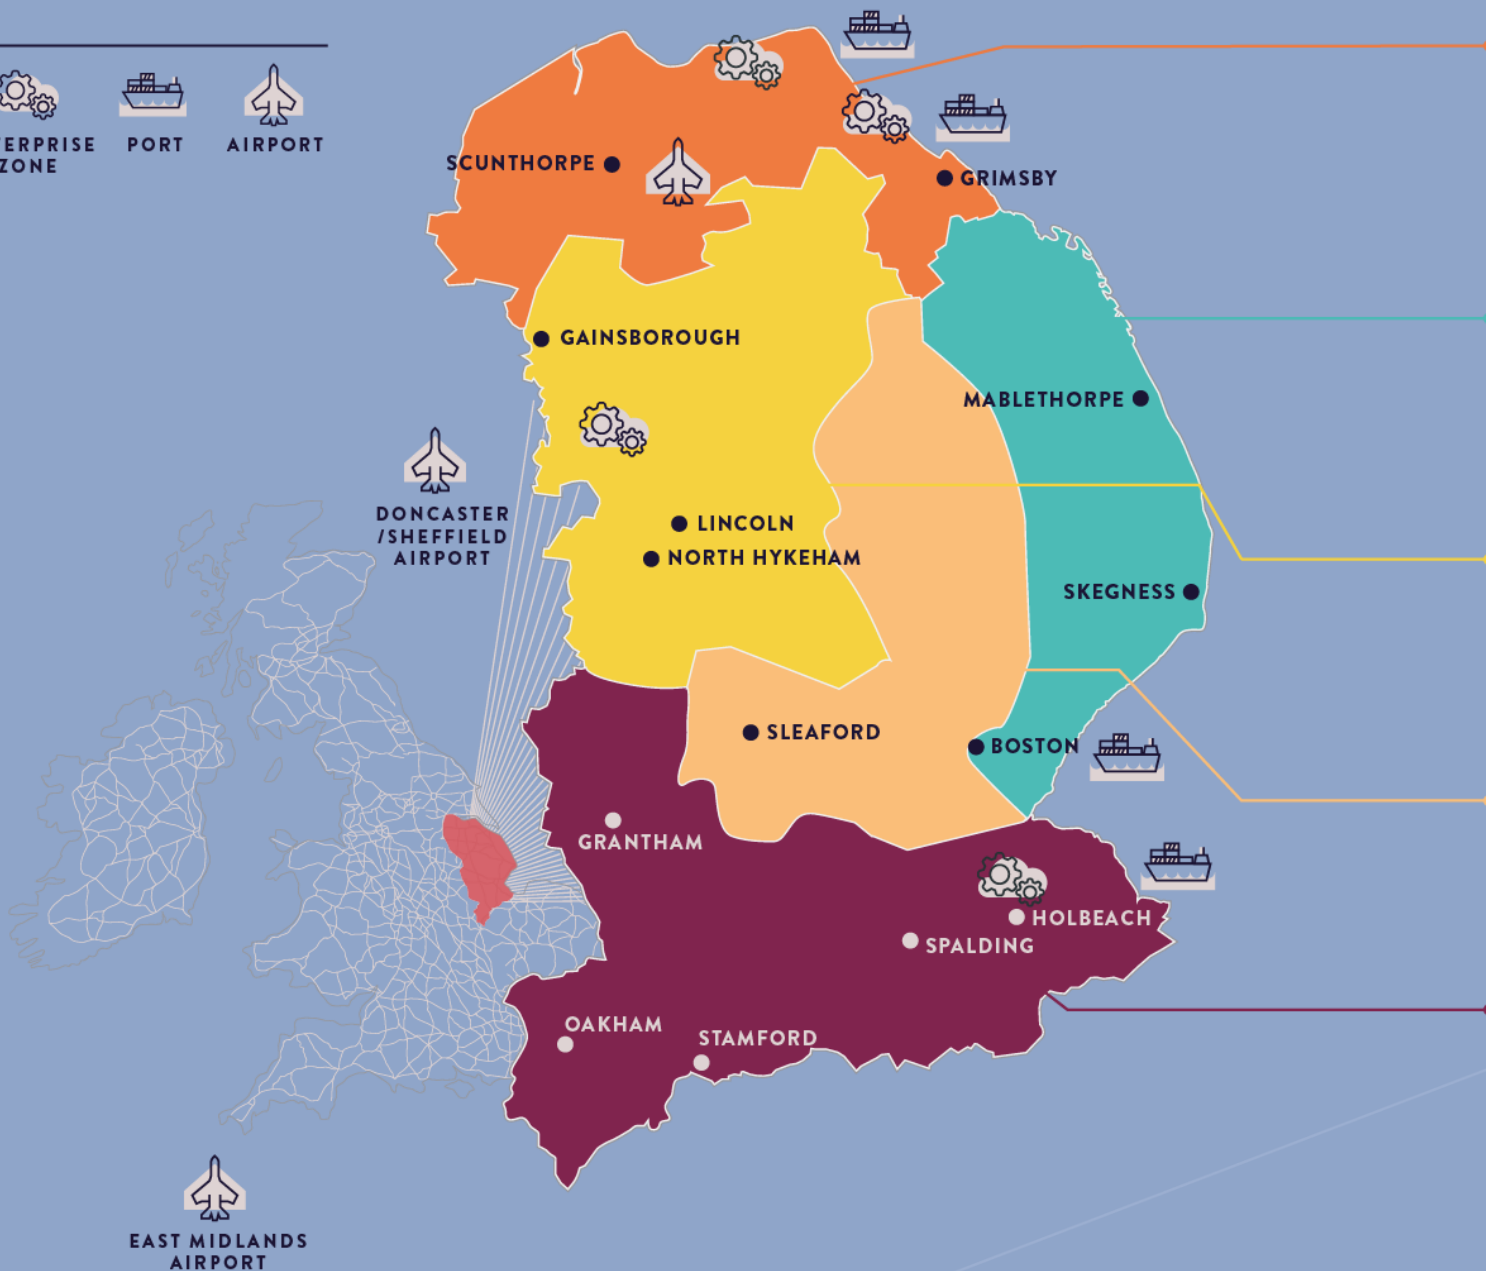 TERPRISE
ZONE
PORT
AIRPORT
SCUNTHORPE
GRIMSBY
GAINSBOROUGH
MABLETHORPE
DONCASTER
/SHEFFIELD
AIRPORT
LINCOLN
NORTH HYKEHAM
SKEGNESS
SLEAFORD
BOSTON
GRANTHAM
HOLBEACH
SPALDING
OAKHAM
STAMFORD
EAST MIDLANDS
AIRPORT